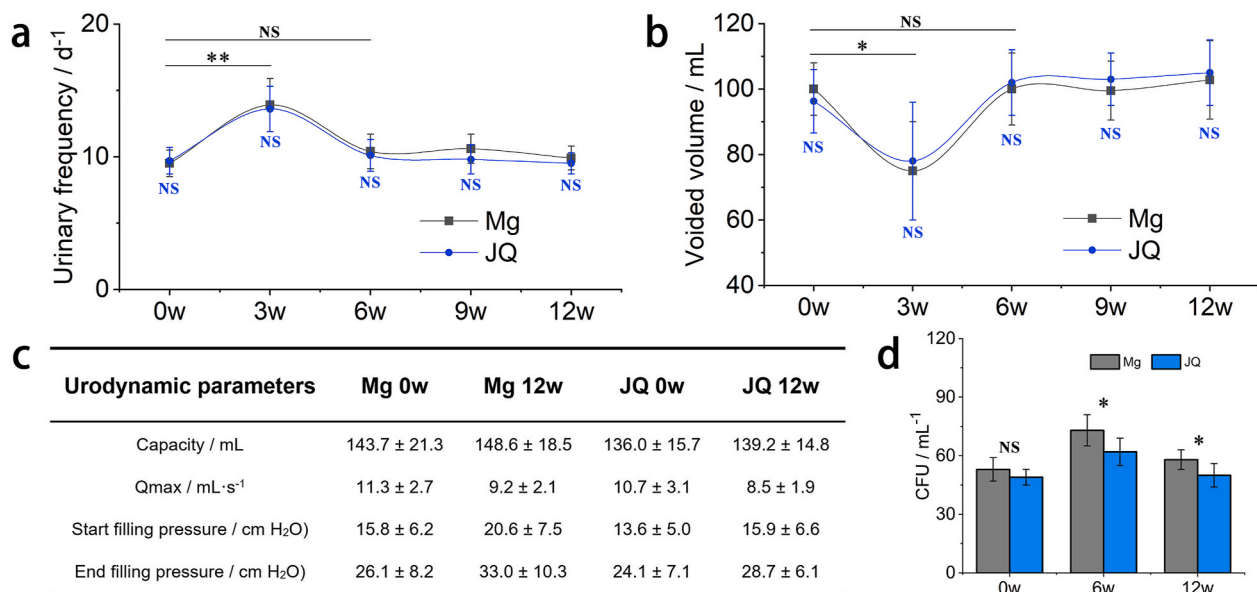 a
Urinary frequency / d⁻¹
20
10
0
NS
**
NS
NS
NS
NS
NS
Mg
JQ
0w 3w 6w 9w 12w
b
Voided volume / mL
120
100
80
60
40
NS
*
NS
NS
NS
NS
NS
Mg
JQ
0w 3w 6w 9w 12w
c
Urodynamic parameters Mg 0w Mg 12w JQ 0w JQ 12w
Capacity / mL 143.7 ± 21.3 148.6 ± 18.5 136.0 ± 15.7 139.2 ± 14.8
Qmax / mL·s⁻¹ 11.3 ± 2.7 9.2 ± 2.1 10.7 ± 3.1 8.5 ± 1.9
Start filling pressure / cm H₂O) 15.8 ± 6.2 20.6 ± 7.5 13.6 ± 5.0 15.9 ± 6.6
End filling pressure / cm H₂O) 26.1 ± 8.2 33.0 ± 10.3 24.1 ± 7.1 28.7 ± 6.1
d
CFU / mL⁻¹
120
90
60
30
0
Mg JQ
NS
*
*
0w 6w 12w